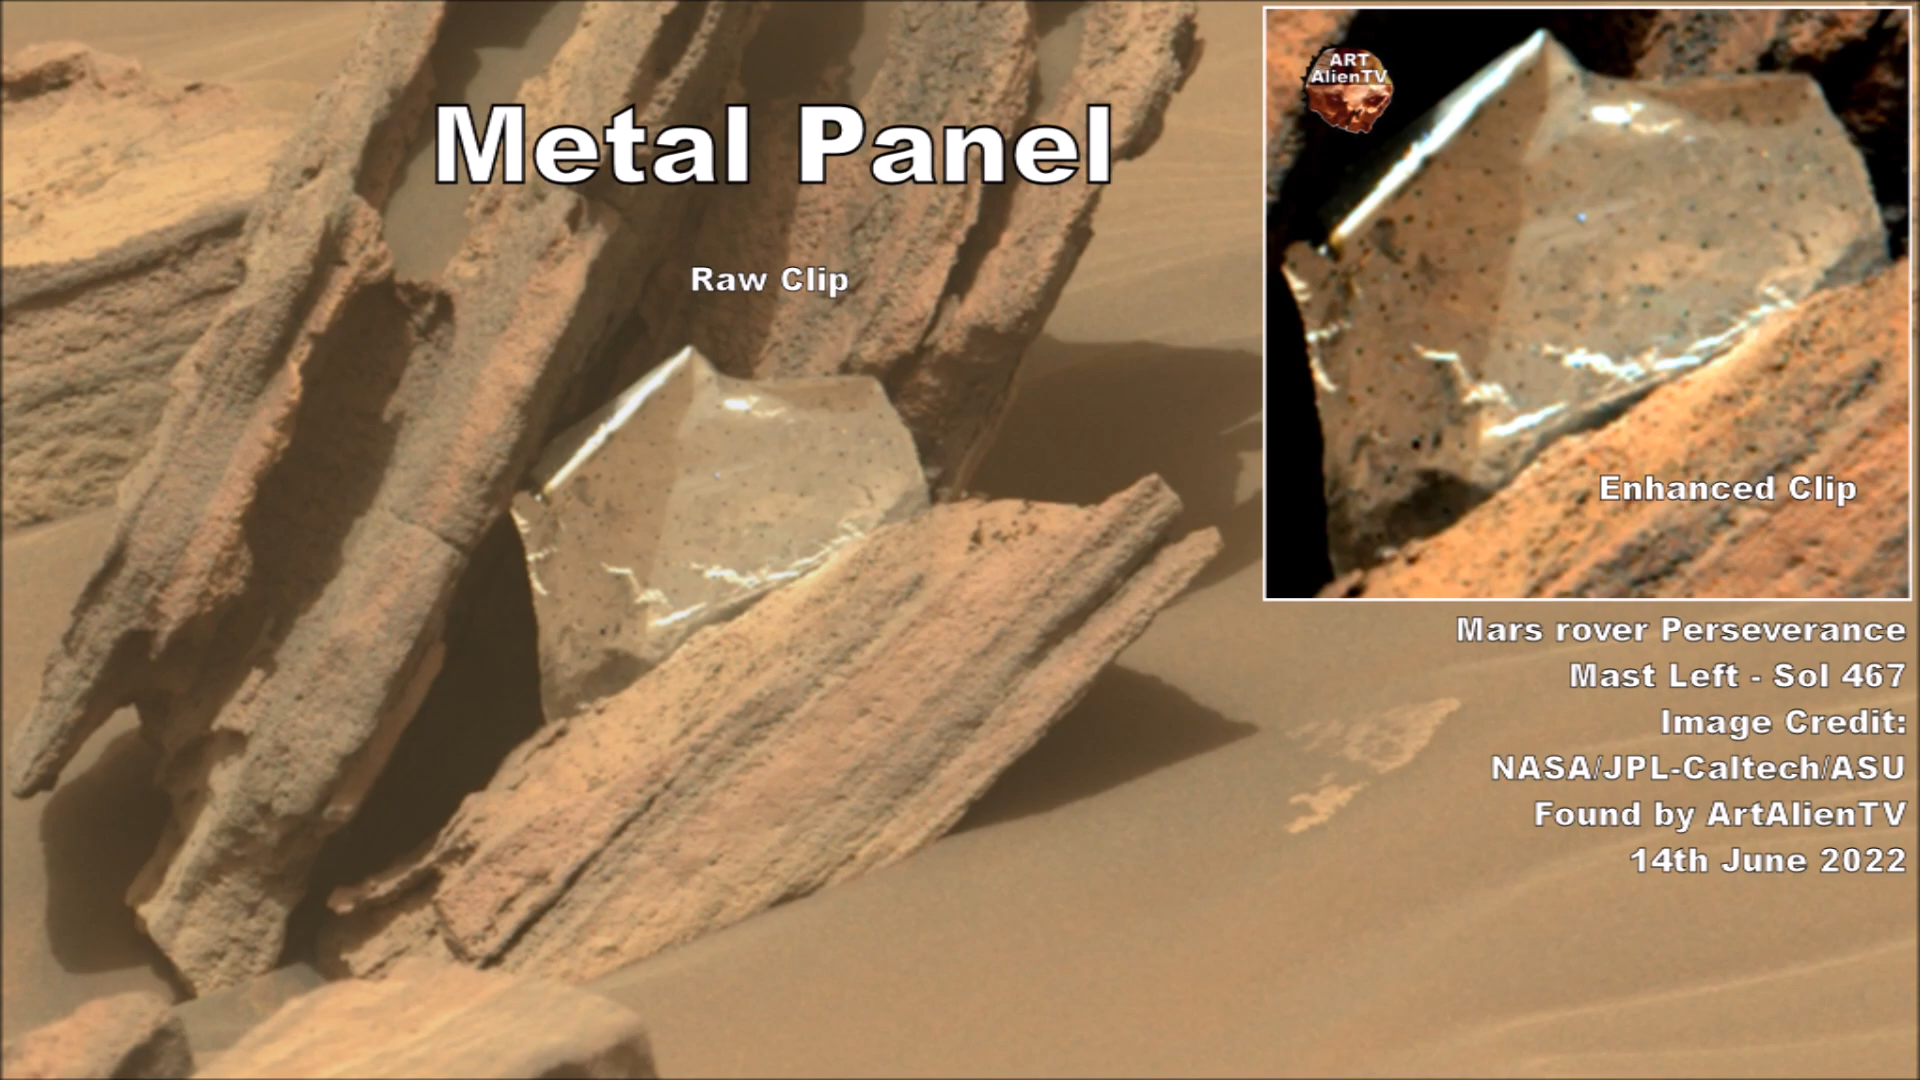 Metal Panel
Raw Clip
ART
AlienTV
Enhanced Clip
Mars rover Perseverance
Mast Left - Sol 467
Image Credit:
NASA/JPL-Caltech/ASU
Found by ArtAlienTV
14th June 2022